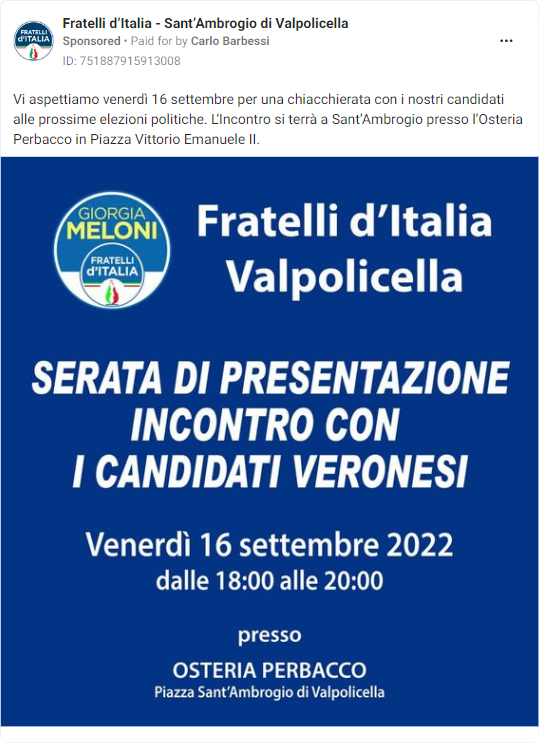 Fratelli d'Italia - Sant'Ambrogio di Valpolicella
Sponsored • Paid for by Carlo Barbessi
ID: 751887915913008
Vi aspettiamo venerdì 16 settembre per una chiacchierata con i nostri candidati
alle prossime elezioni politiche. L'Incontro si terrà a Sant'Ambrogio presso l'Osteria
Perbacco in Piazza Vittorio Emanuele II.
GIORGIA
MELONI
FRATELLI
d'ITALIA
Fratelli d'Italia
Valpolicella
SERATA DI PRESENTAZIONE
INCONTRO CON
I CANDIDATI VERONESI
Venerdì 16 settembre 2022
dalle 18:00 alle 20:00
presso
OSTERIA PERBACCO
Piazza Sant'Ambrogio di Valpolicella